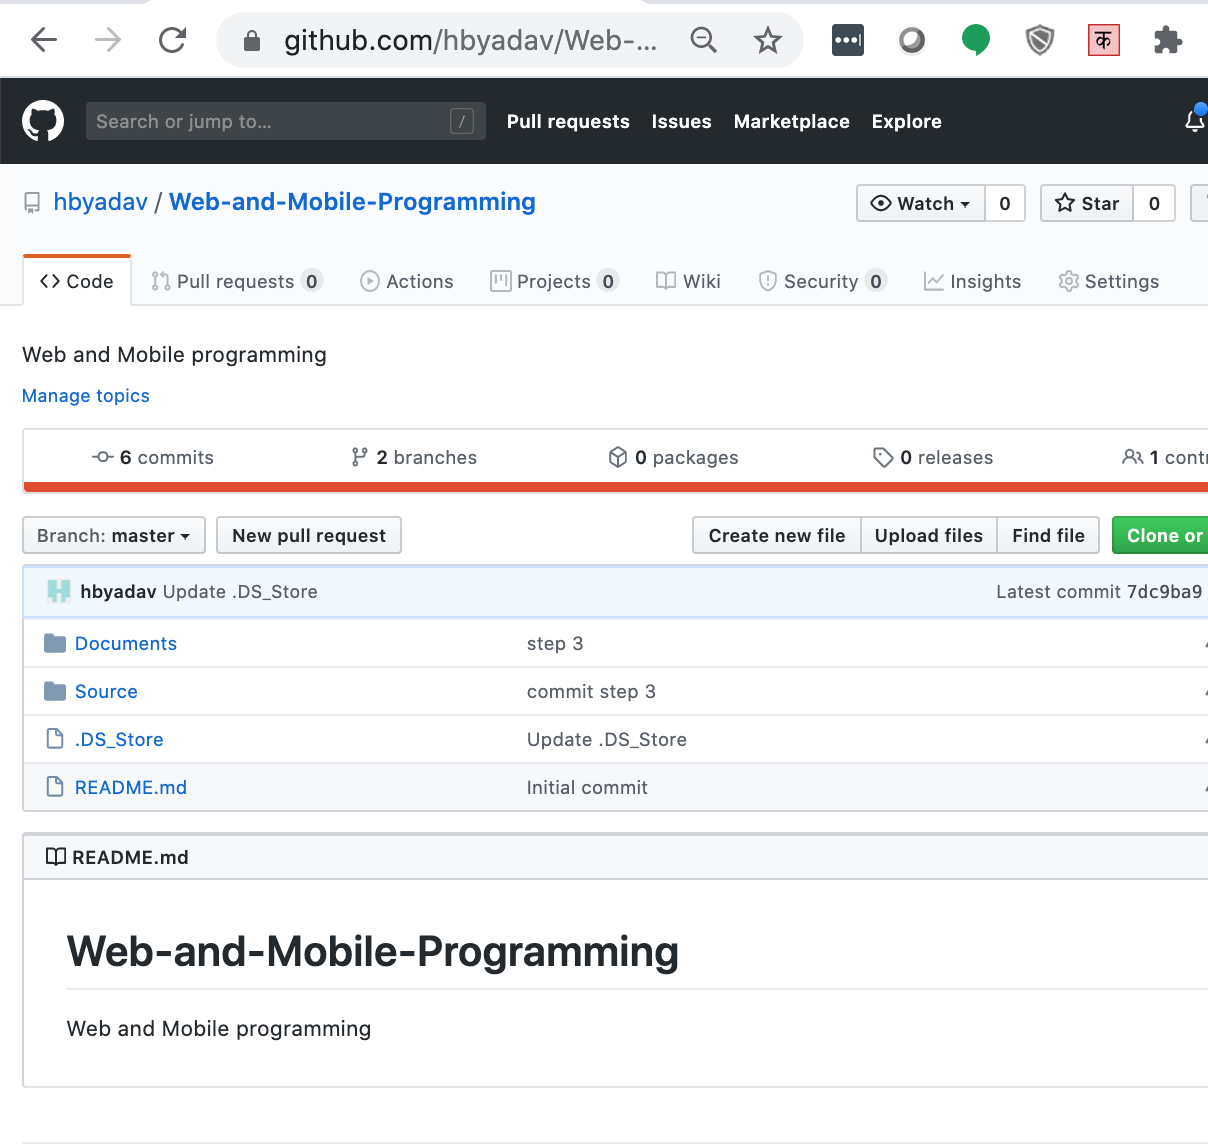 github.com/hbyadav/Web-...
क
Search or jump to... /
Pull requests Issues Marketplace Explore
hbyadav / Web-and-Mobile-Programming
Watch 0 Star 0
Code Pull requests 0 Actions Projects 0 Wiki Security 0 Insights Settings
Web and Mobile programming
Manage topics
6 commits 2 branches 0 packages 0 releases 1
Branch: master New pull request Create new file Upload files Find file Clone or
hbyadav Update .DS_Store Latest commit 7dc9ba9
Documents step 3
Source commit step 3
.DS_Store Update .DS_Store
README.md Initial commit
README.md
Web-and-Mobile-Programming
Web and Mobile programming